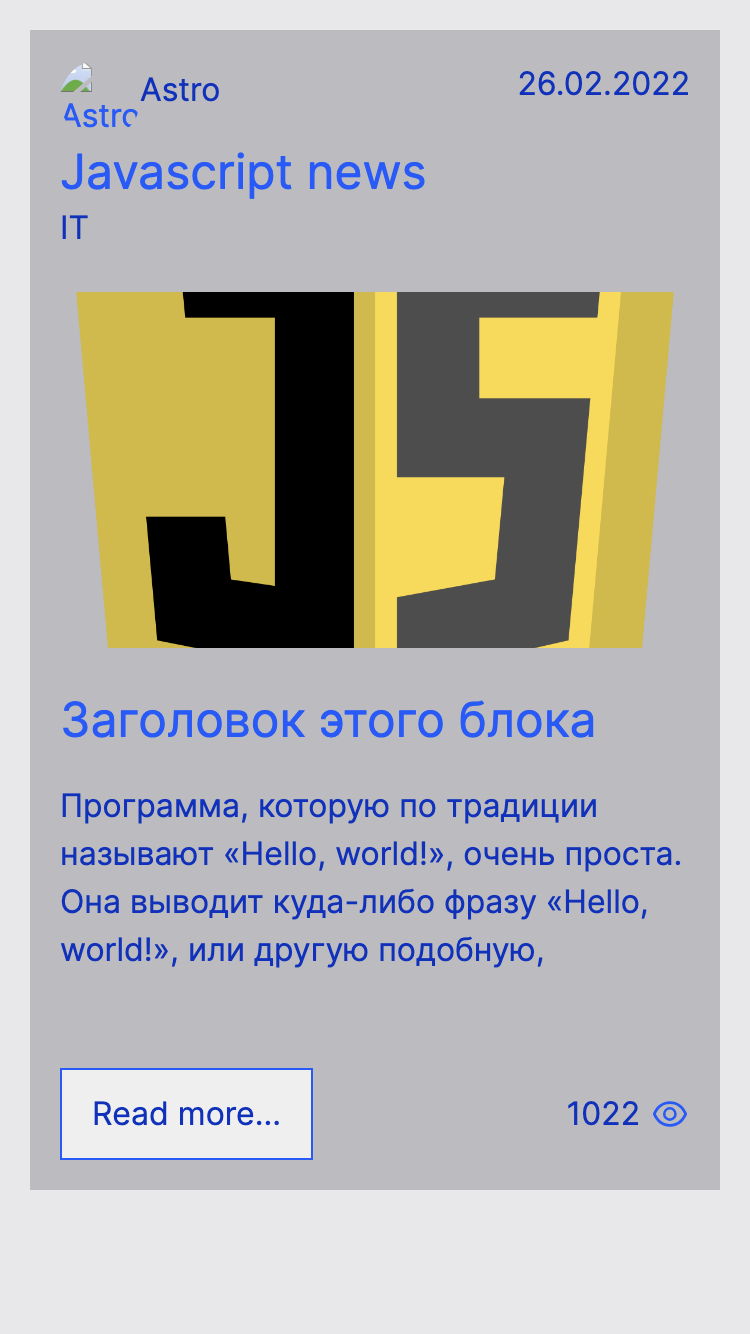 Astro
26.02.2022
Astro
Javascript news
IT
JS
Заголовок этого блока
Программа, которую по традиции
называют «Hello, world!», очень проста.
Она выводит куда-либо фразу «Hello,
world!», или другую подобную,
Read more...
1022